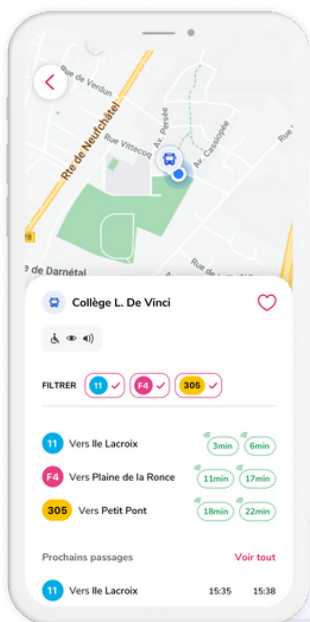 Rue de Verdun
Rte de Neufchâtel
Rue Vittecoq
Av. Persée
Av. Cassiopée
Rue
28
e de Darnétal
Rue de
Collège L. De Vinci
FILTRER 11 F4 305
11 Vers Ile Lacroix 3min 6min
F4 Vers Plaine de la Ronce 11min 17min
305 Vers Petit Pont 18min 22min
Prochains passages Voir tout
11 Vers Ile Lacroix 15:35 15:38